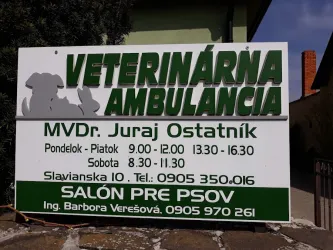 VETERINÁRNA
AMBULANCIA
MVDr. Juraj Ostatník
Pondelok - Piatok 9.00 - 12.00 13.30 - 16.30
Sobota 8.30 - 11.30
Slavianska 10 . Tel.: 0905 350 016
SALÓN PRE PSOV
Ing. Barbora Verešová, 0905 970 261